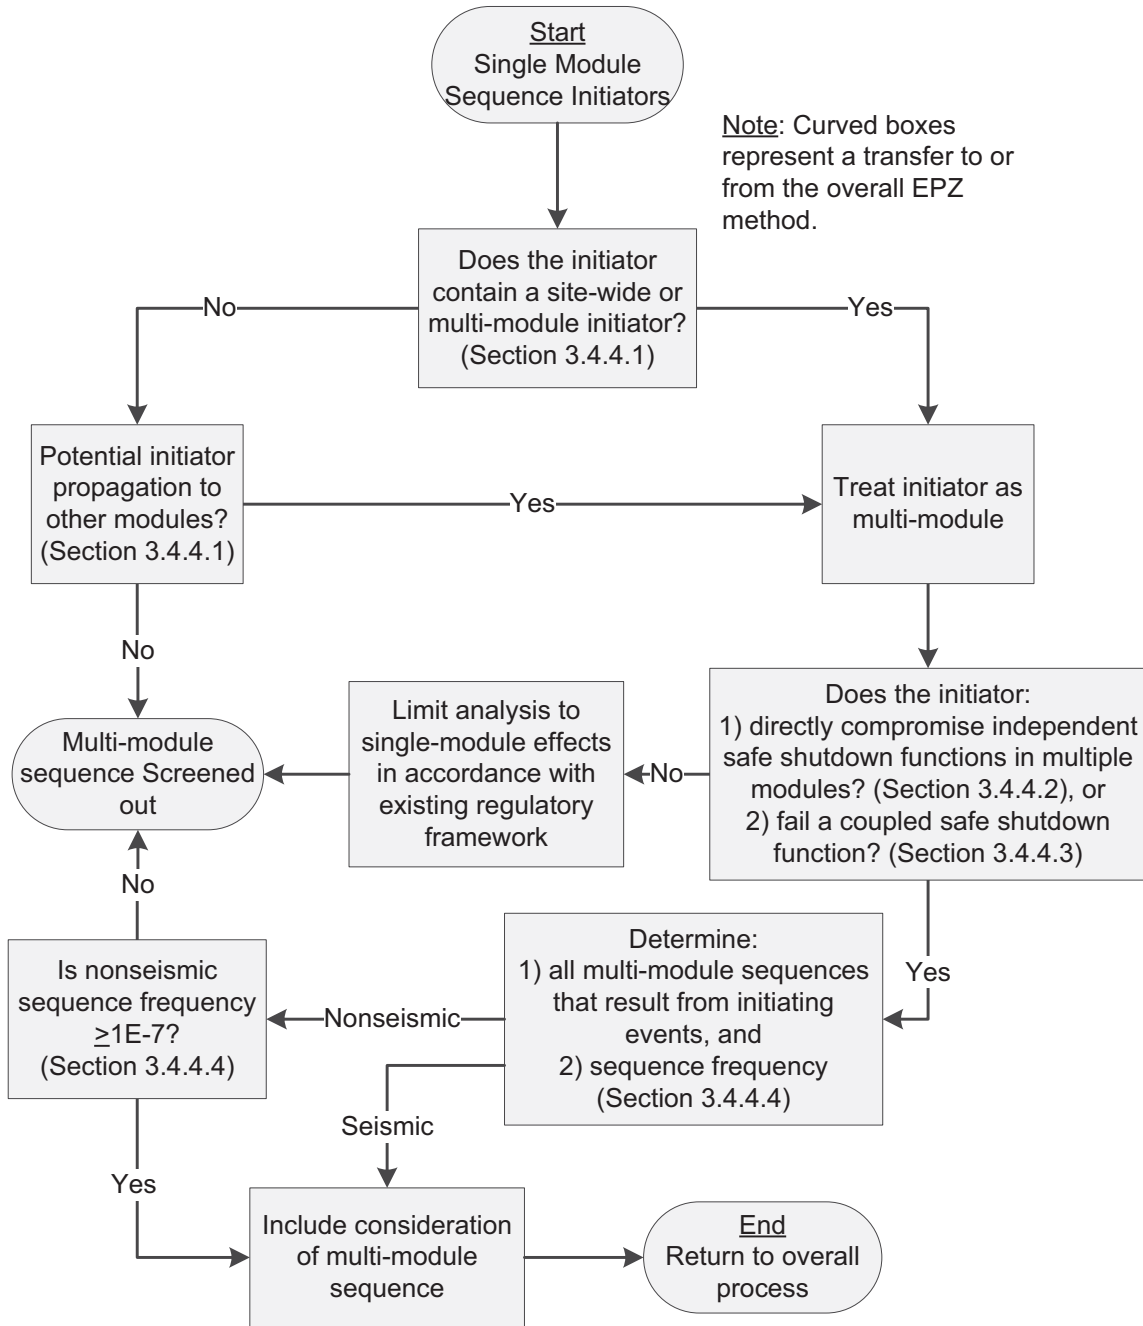 Start
Single Module
Sequence Initiators
Note: Curved boxes
represent a transfer to or
from the overall EPZ
method.
Does the initiator
contain a site-wide or
multi-module initiator?
(Section 3.4.4.1)
No
Yes
Potential initiator
propagation to
other modules?
(Section 3.4.4.1)
Yes
Treat initiator as
multi-module
No
Multi-module
sequence Screened
out
Limit analysis to
single-module effects
in accordance with
existing regulatory
framework
No
Does the initiator:
1) directly compromise independent
safe shutdown functions in multiple
modules? (Section 3.4.4.2), or
2) fail a coupled safe shutdown
function? (Section 3.4.4.3)
No
Yes
Is nonseismic
sequence frequency
≥1E-7?
(Section 3.4.4.4)
Nonseismic
Determine:
1) all multi-module sequences
that result from initiating
events, and
2) sequence frequency
(Section 3.4.4.4)
Seismic
Yes
Include consideration
of multi-module
sequence
End
Return to overall
process